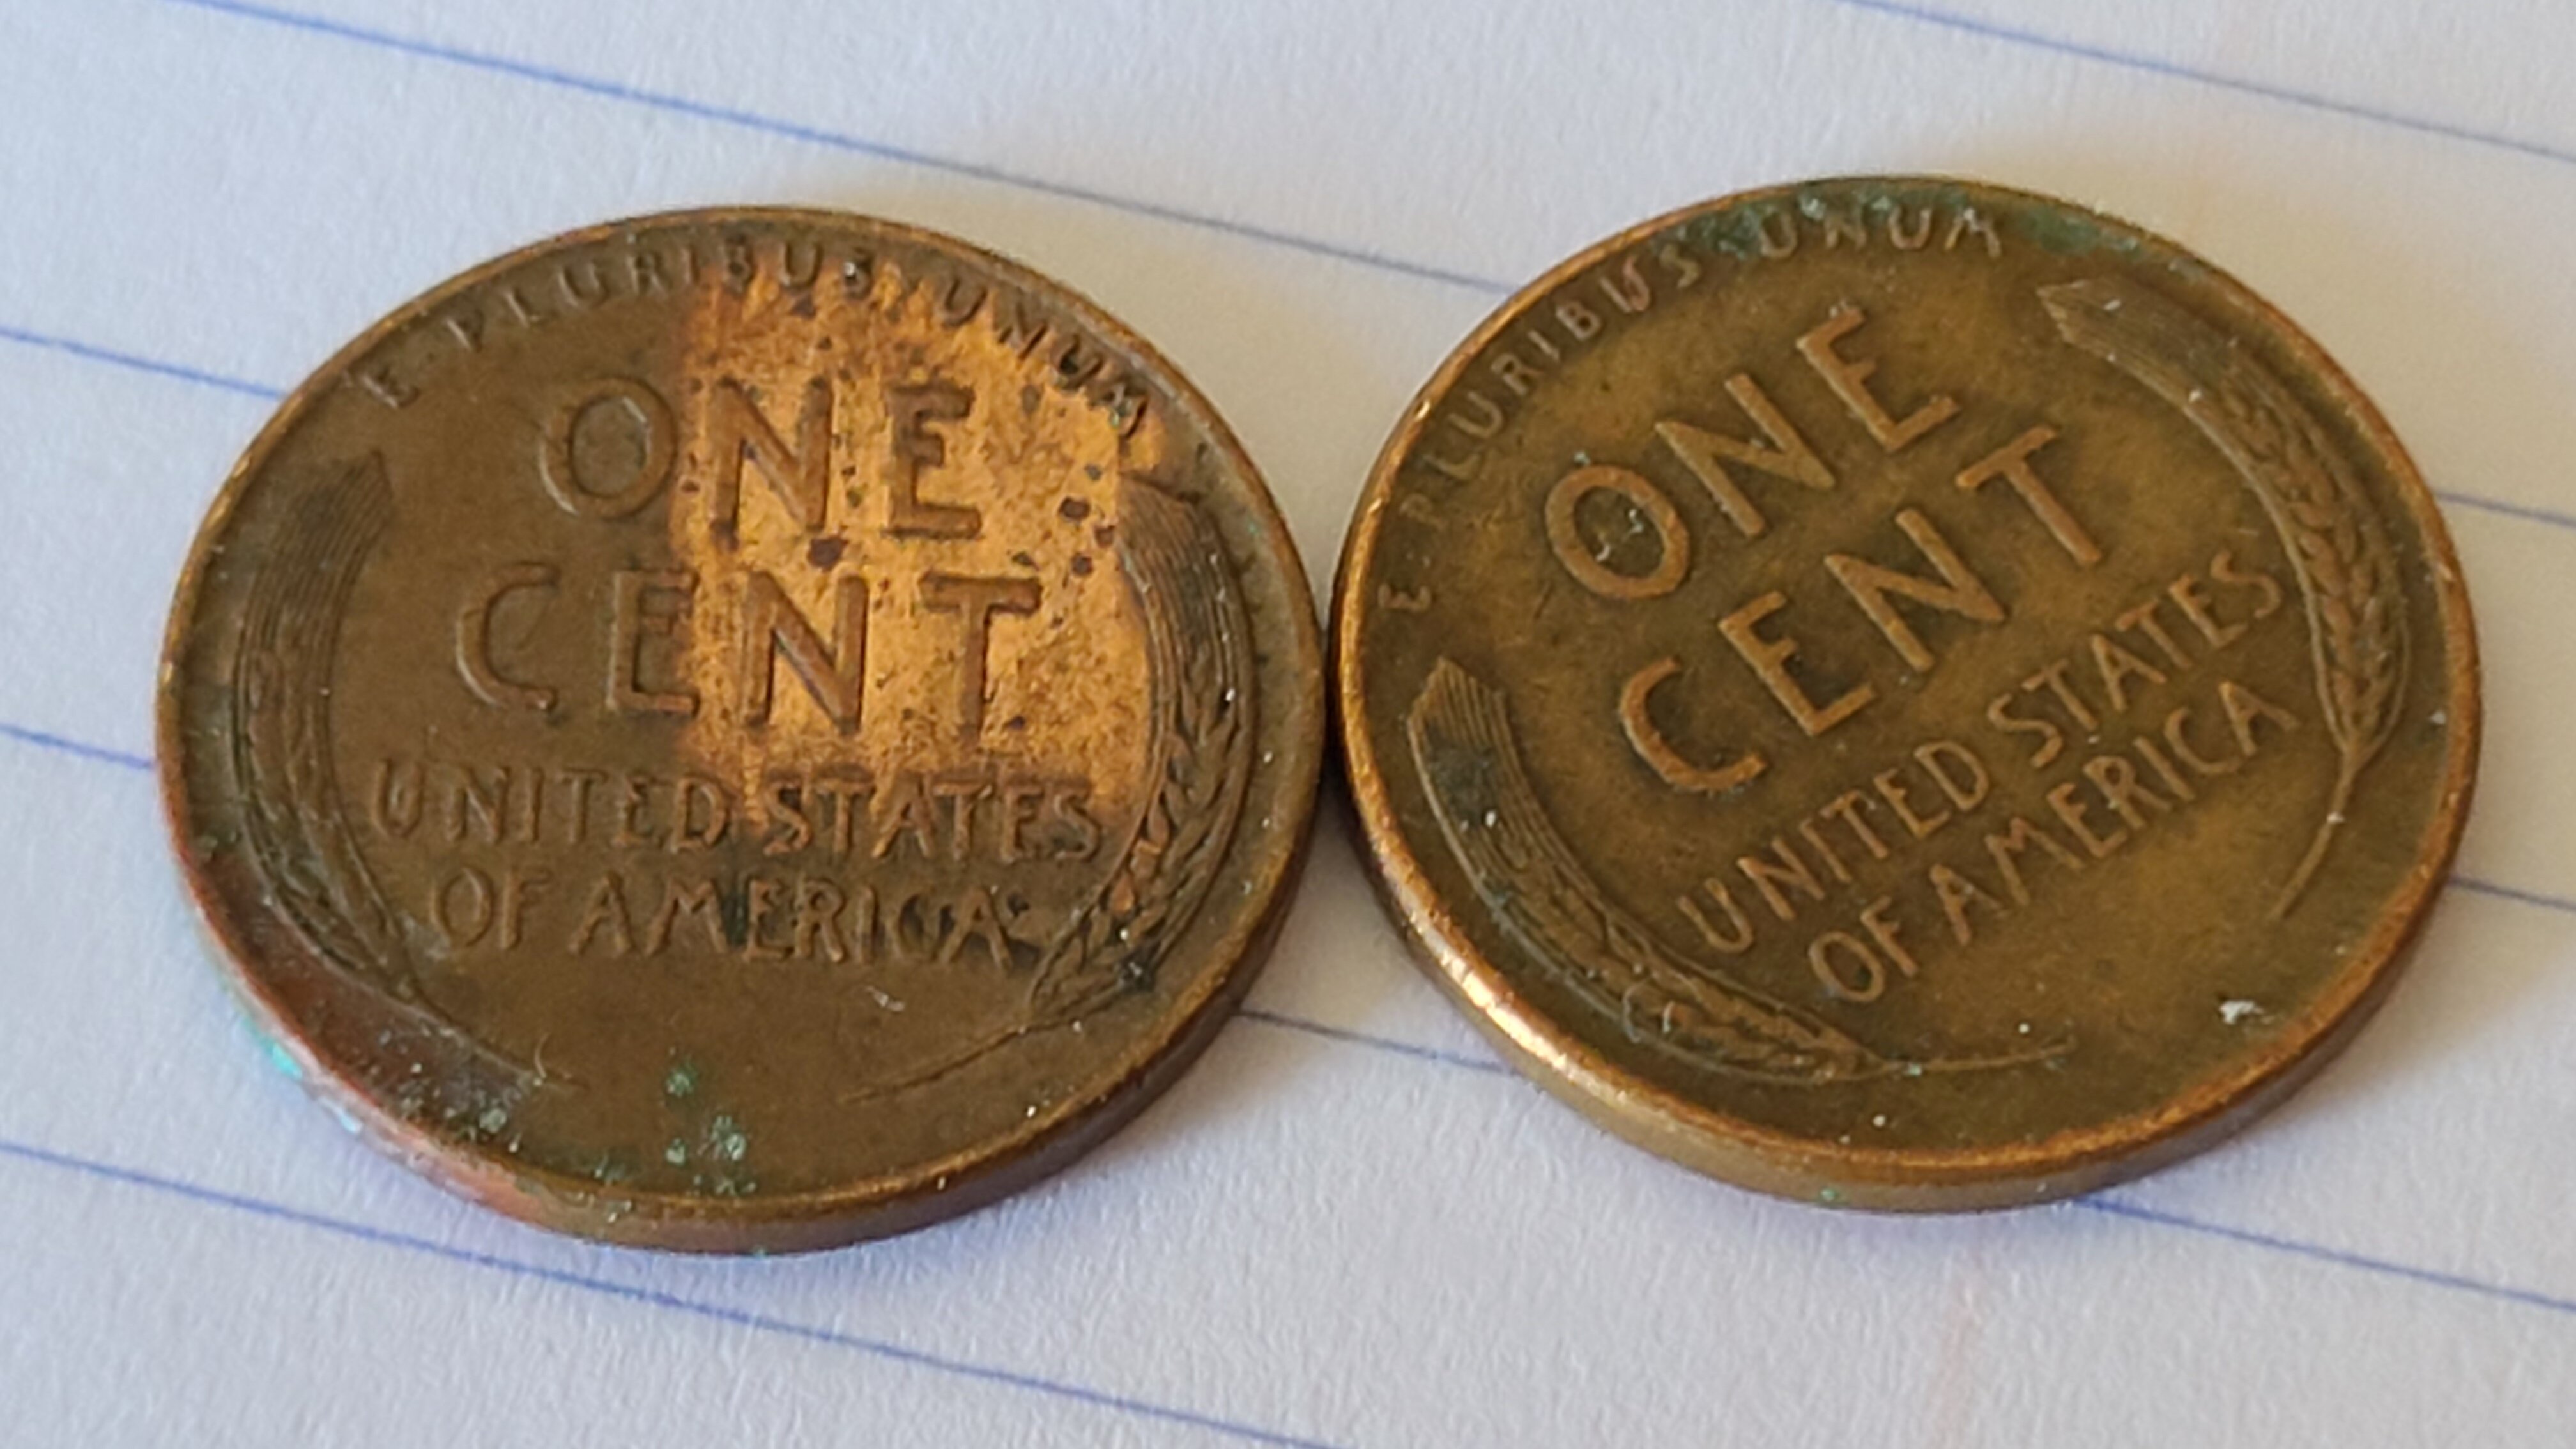 E PLURIBUS·UNUM
ONE
CENT
UNITED STATES
OF AMERICA
E·PLURIBUS·UNUM
ONE
CENT
UNITED STATES
OF AMERICA